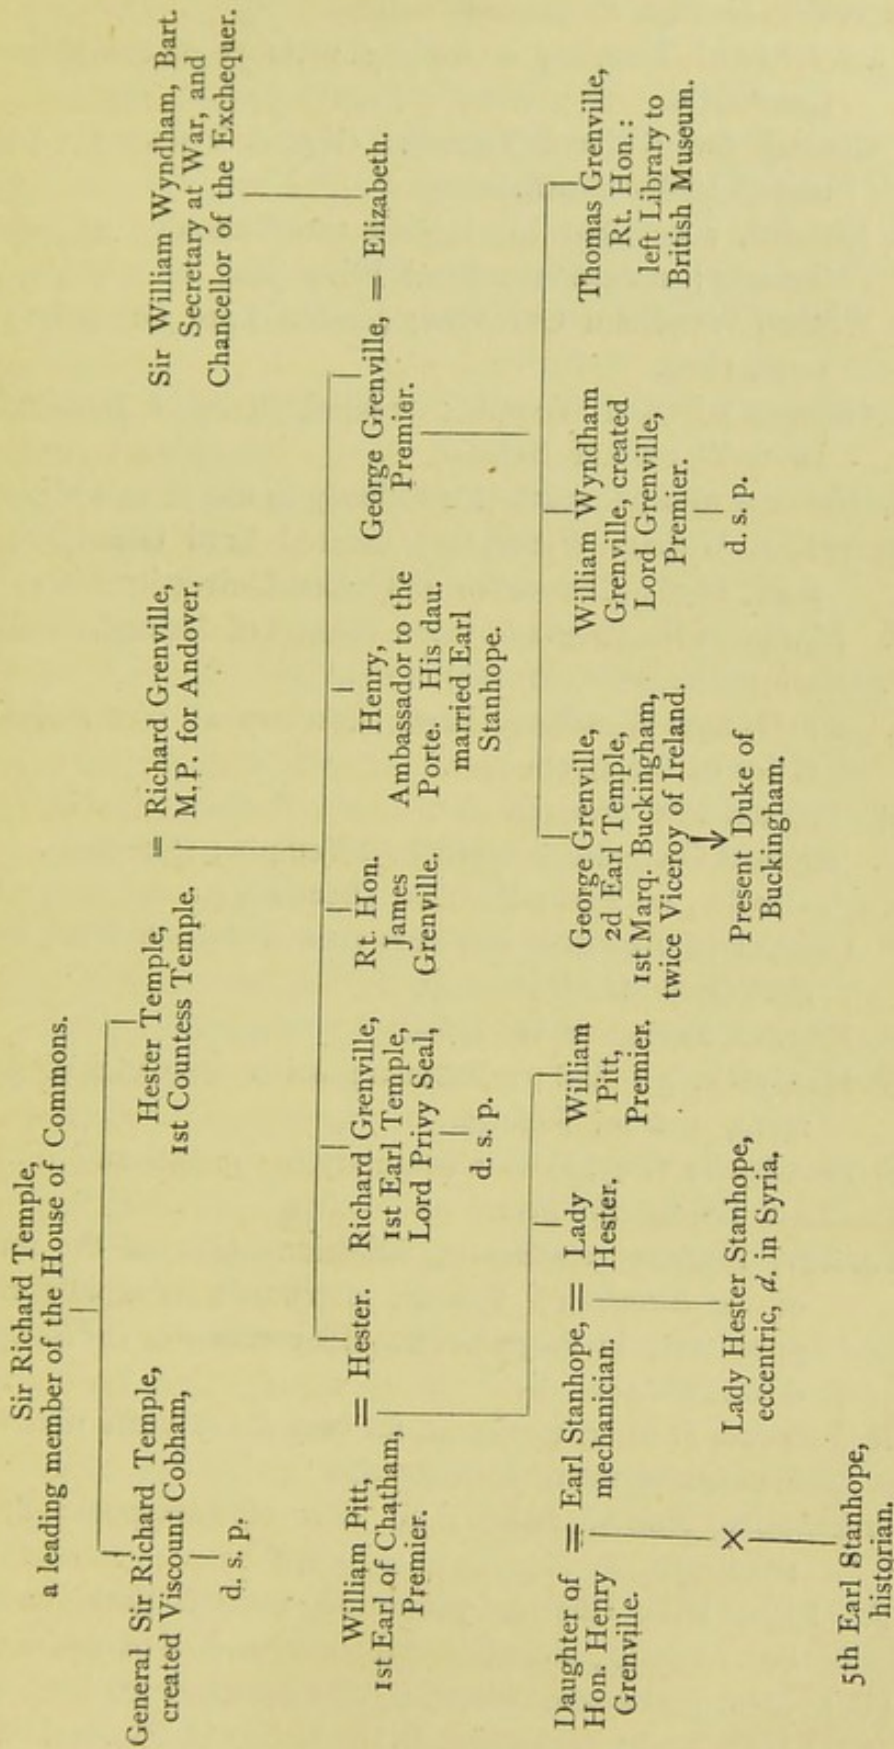 Sir Richard Temple,
a leading member of the House of Commons.
General Sir Richard Temple,
created Viscount Cobham,
d. s. p.
Hester Temple,
1st Countess Temple.
= Richard Grenville,
M.P. for Andover.
Sir William Wyndham, Bart.
Secretary at War, and
Chancellor of the Exchequer.
William Pitt,
1st Earl of Chatham,
Premier.
= Hester.
Richard Grenville,
1st Earl Temple,
Lord Privy Seal,
d. s. p.
Rt. Hon.
James
Grenville.
Henry,
Ambassador to the
Porte. His dau.
married Earl
Stanhope.
George Grenville, = Elizabeth.
Premier.
Daughter of
Hon. Henry
Grenville.
= Earl Stanhope, =
mechanician.
Lady
Hester.
William
Pitt,
Premier.
George Grenville,
2d Earl Temple,
1st Marq. Buckingham,
twice Viceroy of Ireland.
William Wyndham
Grenville, created
Lord Grenville,
Premier.
d. s. p.
Thomas Grenville,
Rt. Hon.:
left Library to
British Museum.
×
Lady Hester Stanhope,
eccentric, d. in Syria,
Present Duke of
Buckingham.
5th Earl Stanhope,
historian.